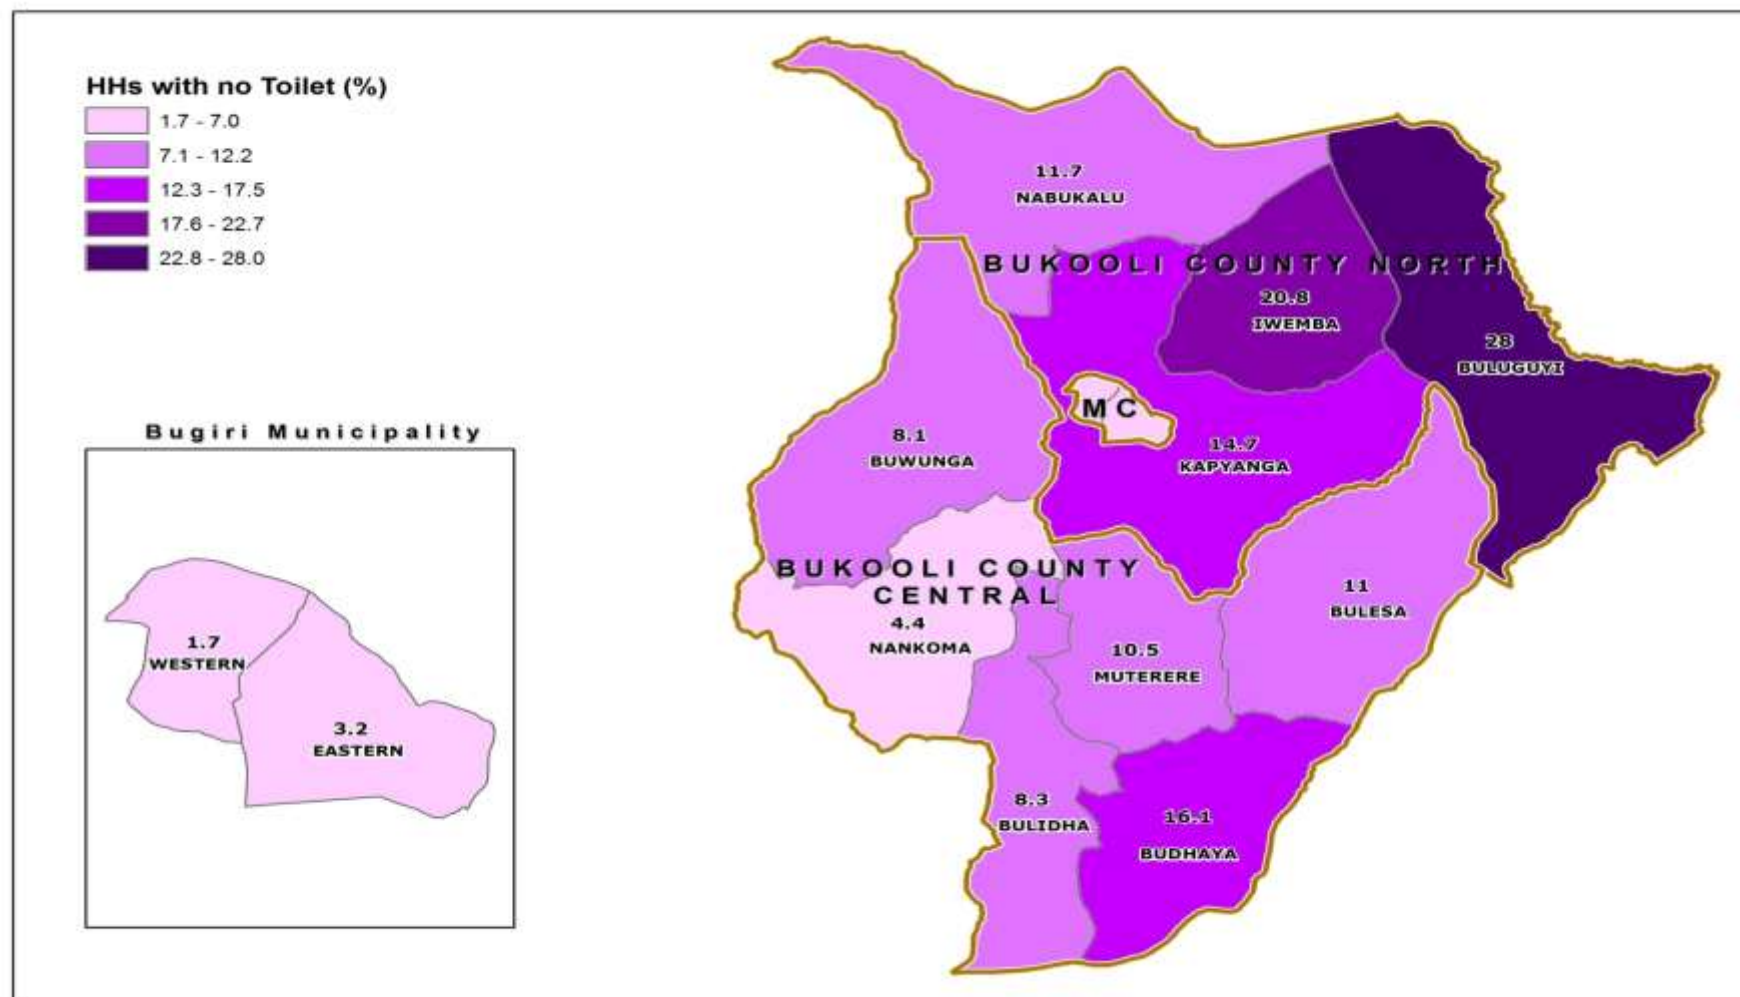 HHs with no Toilet (%)
1.7 - 7.0
7.1 - 12.2
12.3 - 17.5
17.6 - 22.7
22.8 - 28.0
11.7
NABUKALU
BUKOOLI COUNTY NORTH
20.8
IWEMBA
28
BULUGUYI
MC
14.7
KAPYANGA
8.1
BUWUNGA
BUKOOLI COUNTY
CENTRAL
4.4
NANKOMA
11
BULESA
10.5
MUTERERE
8.3
BULIDHA
16.1
BUDHAYA
Bugiri Municipality
1.7
WESTERN
3.2
EASTERN